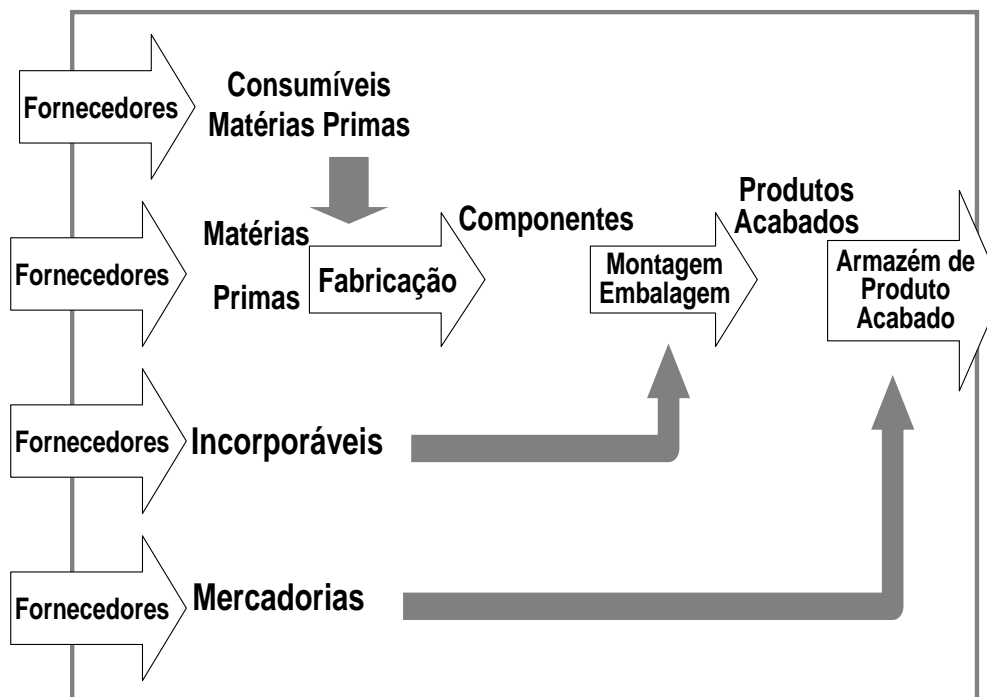 Fornecedores
Consumíveis
Matérias Primas
Fornecedores
Matérias
Primas
Fabricação
Componentes
Montagem
Embalagem
Produtos
Acabados
Armazém de
Produto
Acabado
Fornecedores
Incorporáveis
Fornecedores
Mercadorias